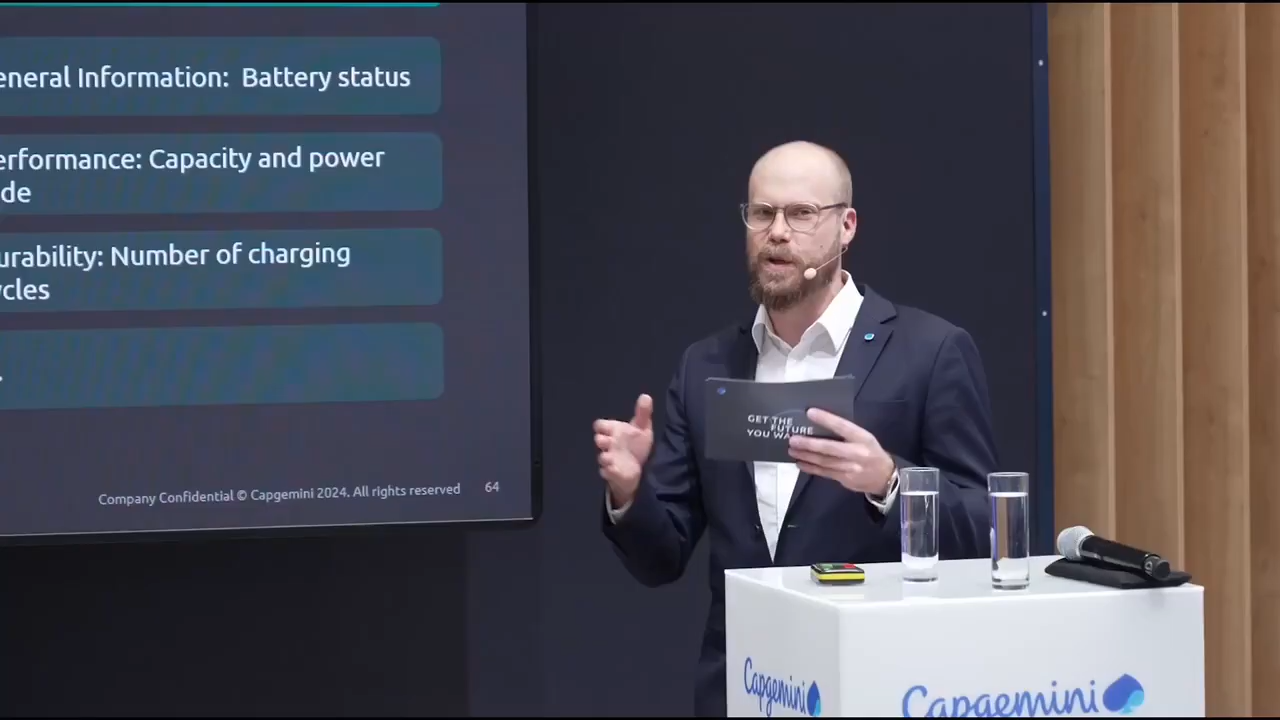 eneral Information: Battery status
erformance: Capacity and power
de
urability: Number of charging
cles
Company Confidential © Capgemini 2024. All rights reserved 64
GET THE
FUTURE
YOU WA
Capgemini
Capgemini